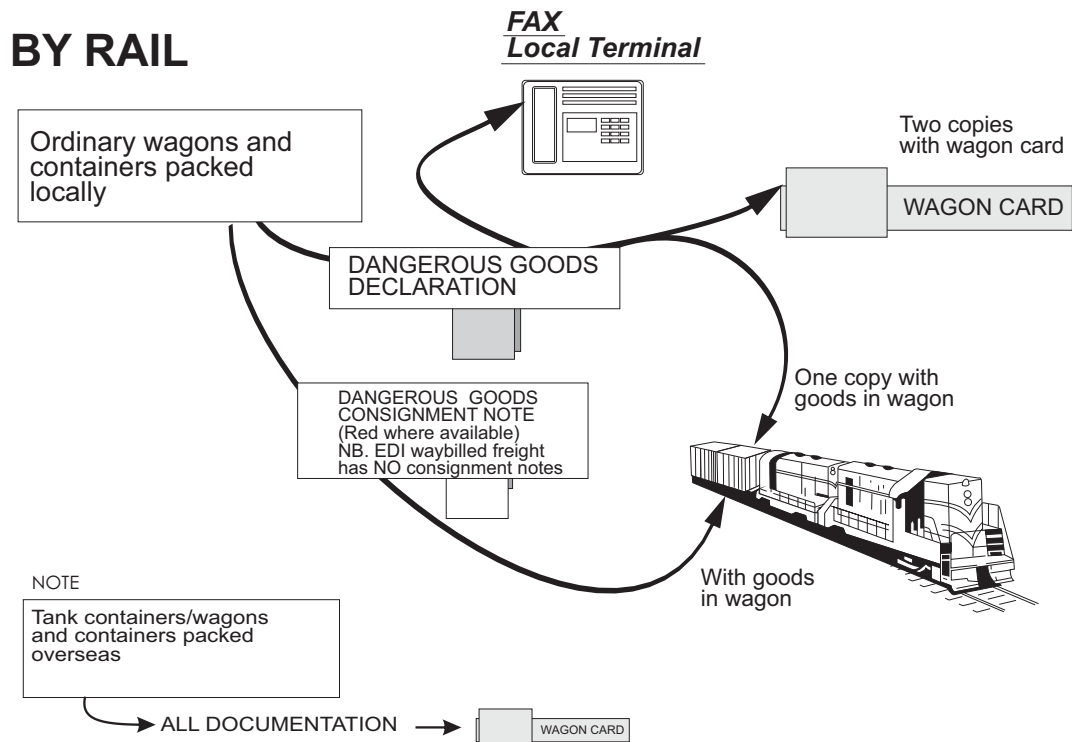 BY RAIL
FAX
Local Terminal
Ordinary wagons and
containers packed
locally
Two copies
with wagon card
WAGON CARD
DANGEROUS GOODS
DECLARATION
One copy with
goods in wagon
DANGEROUS GOODS
CONSIGNMENT NOTE
(Red where available)
NB. EDI waybilled freight
has NO consignment notes
With goods
in wagon
NOTE
Tank containers/wagons
and containers packed
overseas
ALL DOCUMENTATION
WAGON CARD